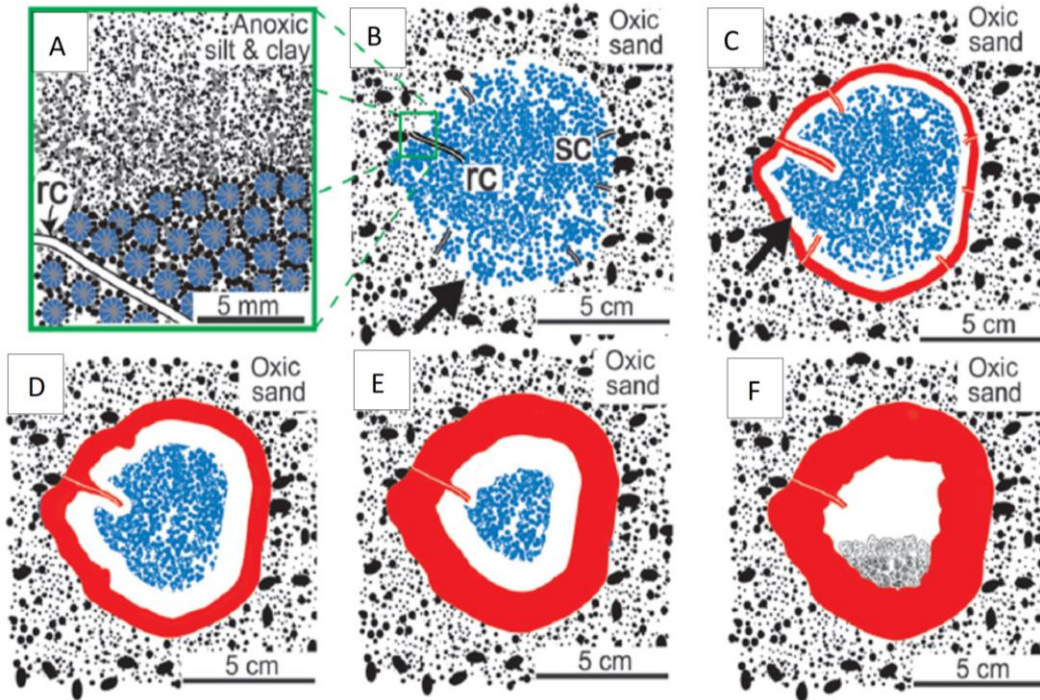 A
Anoxic
silt & clay
rc
5 mm
B
Oxic
sand
sc
rc
5 cm
C
Oxic
sand
5 cm
D
Oxic
sand
5 cm
E
Oxic
sand
5 cm
F
Oxic
sand
5 cm